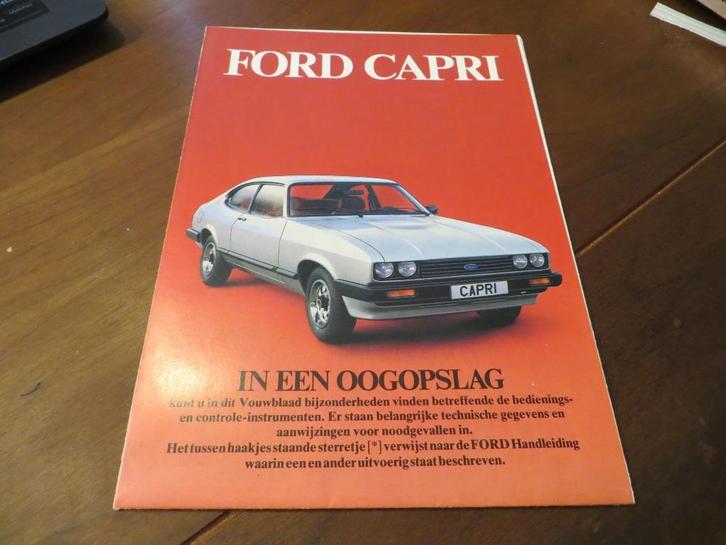 FORD CAPRI
CAPRI
IN EEN OOGOPSLAG
kunt u in dit Vouwblaad bijzonderheden vinden betreffende de bedienings-
en controle-instrumenten. Er staan belangrijke technische gegevens en
aanwijzingen voor noodgevallen in.
Het tussen haakjes staande sterretje [*] verwijst naar de FORD Handleiding
waarin een en ander uitvoerig staat beschreven.